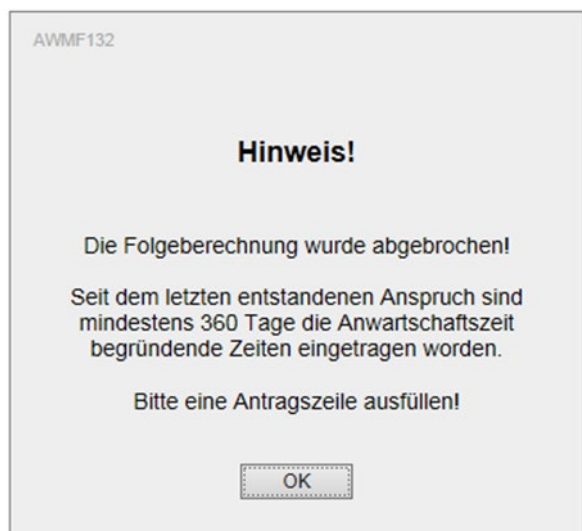 AWMF132
Hinweis!
Die Folgeberechnung wurde abgebrochen!
Seit dem letzten entstandenen Anspruch sind
mindestens 360 Tage die Anwartschaftszeit
begründende Zeiten eingetragen worden.
Bitte eine Antragszeile ausfüllen!
OK